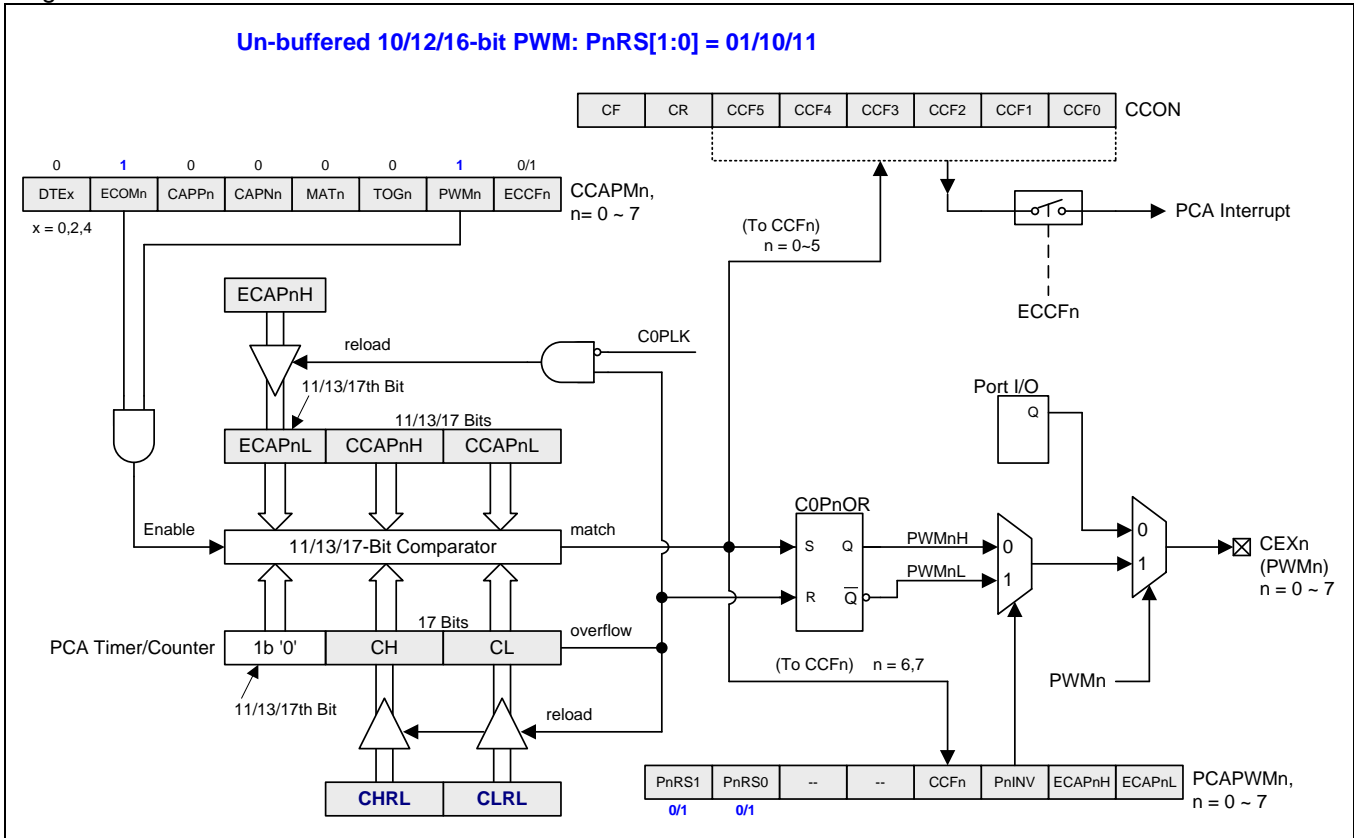 Un-buffered 10/12/16-bit PWM: PnRS[1:0] = 01/10/11
CF CR CCF5 CCF4 CCF3 CCF2 CCF1 CCF0 CCON
0 1 0 0 0 0 1 0/1
DTEx ECOMn CAPPn CAPNn MATn TOGn PWMn ECCFn
CCAPMn,
n= 0 ~ 7
x = 0,2,4
PCA Interrupt
(To CCFn)
n = 0~5
ECCFn
ECAPnH
reload
C0PLK
11/13/17th Bit
11/13/17 Bits
ECAPnL CCAPnH CCAPnL
Port I/O
Q
Enable
11/13/17-Bit Comparator
match
C0PnOR
S Q
R Q
PWMnH
PWMnL
0
1
0
1
CEXn
(PWMn)
n = 0 ~ 7
PCA Timer/Counter
17 Bits
1b '0' CH CL
overflow
11/13/17th Bit
(To CCFn) n = 6,7
PWMn
reload
CHRL CLRL
PnRS1 PnRS0 -- -- CCFn PnINV ECAPnH ECAPnL
PCAPWMn,
n = 0 ~ 7
0/1 0/1